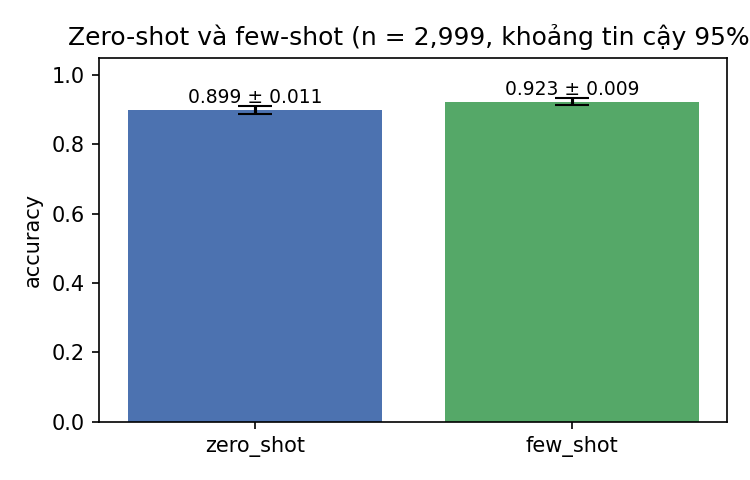 Zero-shot và few-shot (n = 2,999, khoảng tin cậy 95%
1.0
0.8
0.6
0.4
0.2
0.0
accuracy
0.899 ± 0.011
0.923 ± 0.009
zero_shot
few_shot